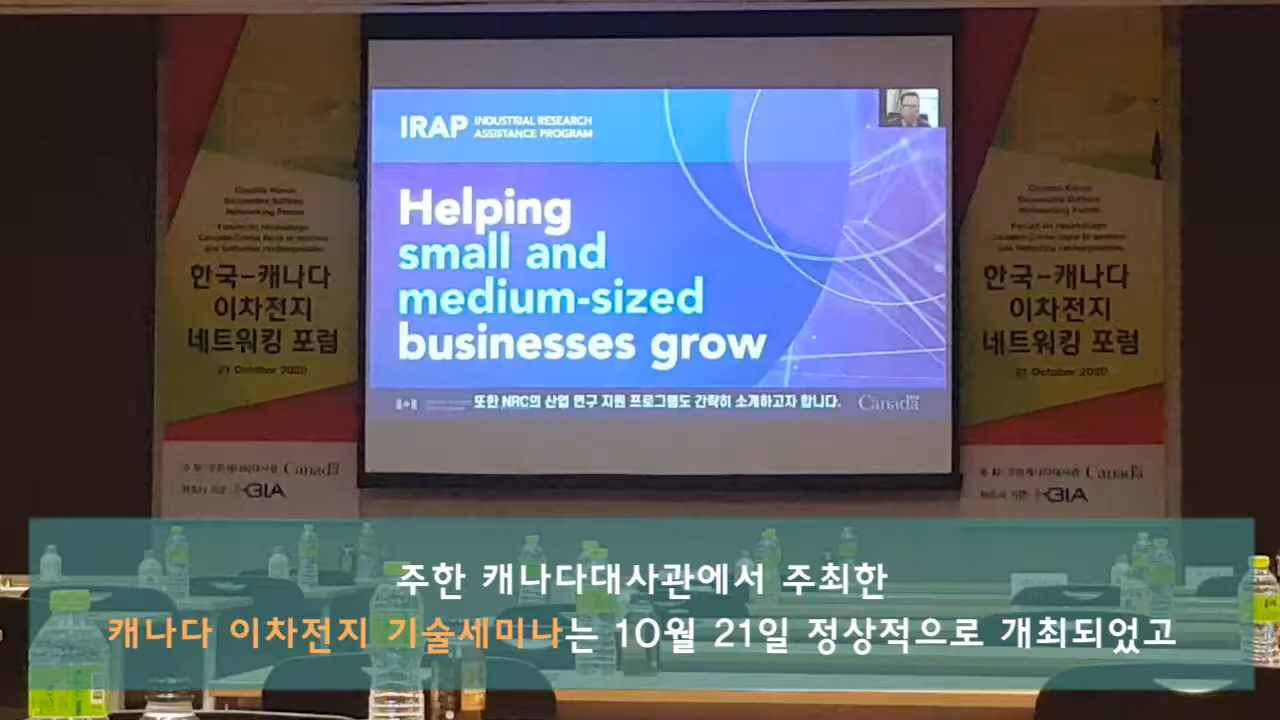 IRAP INDUSTRIAL RESEARCH
ASSISTANCE PROGRAM
Helping
small and
medium-sized
businesses grow
또한 NRC의 산업 연구 지원 프로그램도 간략히 소개하고자 합니다.
Canada
한국-캐나다
이차전지
네트워킹 포럼
21 October 2020
Canada
KBIA
한국-캐나다
이차전지
네트워킹 포럼
21 October 2020
Canada
KBIA
주한 캐나다대사관에서 주최한
캐나다 이차전지 기술세미나는 10월 21일 정상적으로 개최되었고